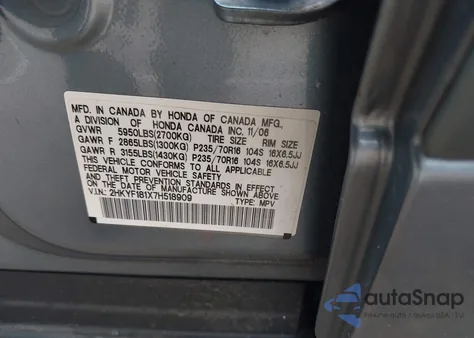 MFD. IN CANADA BY HONDA OF CANADA MFG.,
A DIVISION OF HONDA CANADA INC. 11/06
GVWR 5950LBS(2700KG) TIRE SIZE RIM SIZE
GAWR F 2865LBS(1300KG) P235/70R16 104S 16X6.5JJ
GAWR R 3155LBS(1430KG) P235/70R16 104S 16X6.5JJ
THIS VEHICLE CONFORMS TO ALL APPLICABLE
FEDERAL MOTOR VEHICLE SAFETY
AND THEFT PREVENTION STANDARDS IN EFFECT
ON THE DATE OF MANUFACTURE SHOWN ABOVE.
V.I.N: 2HKYF181X7H518909 TYPE: MPV
autaSnap